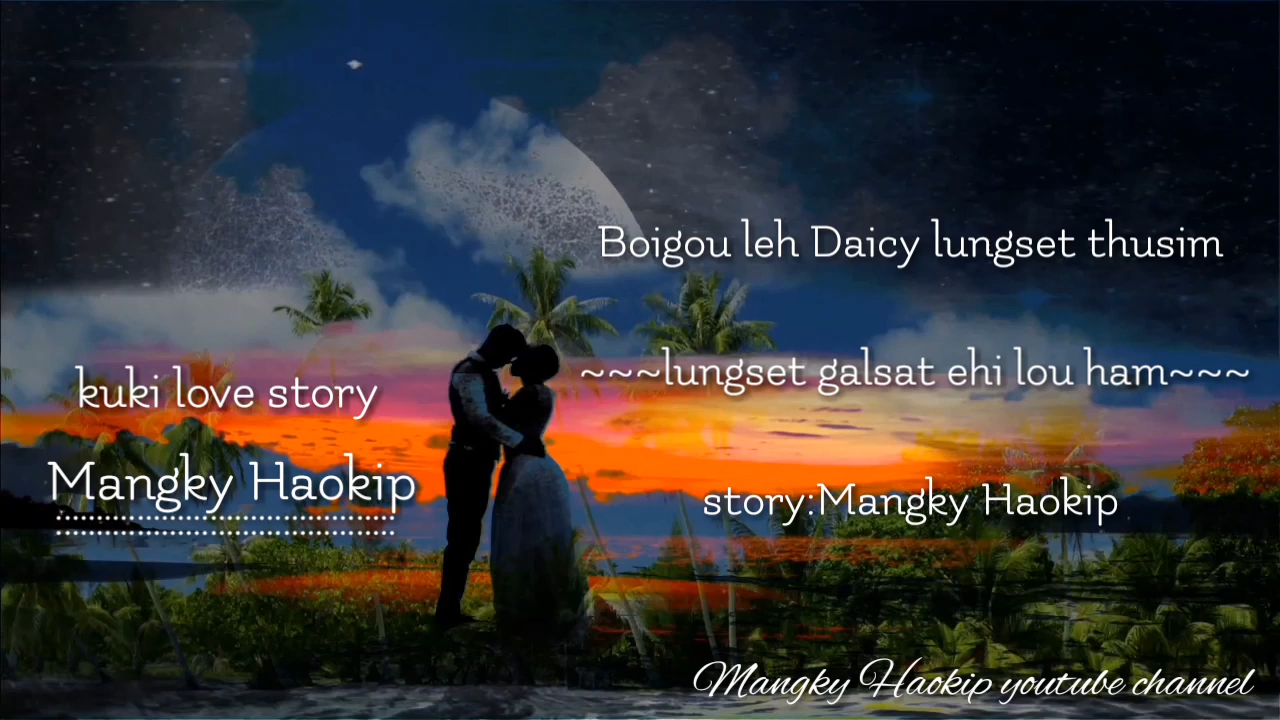 Boigou leh Daicy lungset thusim
~~~lungset galsat ehi lou ham~~~
kuki love story
Mangky Haokip
story:Mangky Haokip
Mangky Haokip youtube channel